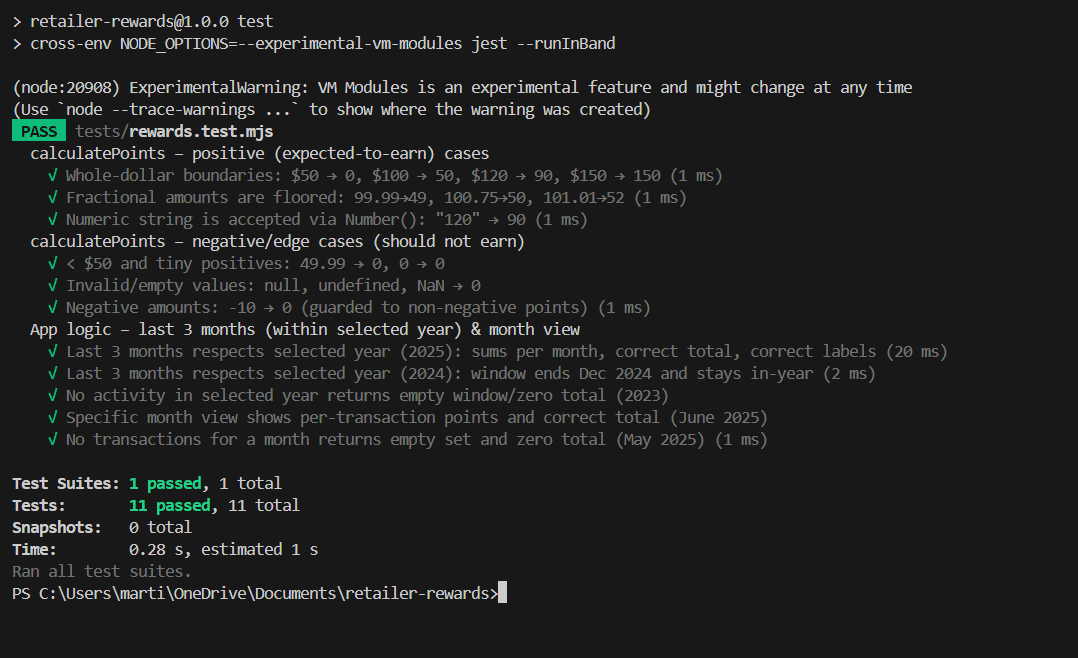 > retailer-rewards@1.0.0 test
> cross-env NODE_OPTIONS=--experimental-vm-modules jest --runInBand
(node:20908) ExperimentalWarning: VM Modules is an experimental feature and might change at any time
(Use `node --trace-warnings ...` to show where the warning was created)
PASS tests/rewards.test.mjs
calculatePoints – positive (expected-to-earn) cases
√ Whole-dollar boundaries: $50 → 0, $100 → 50, $120 → 90, $150 → 150 (1 ms)
√ Fractional amounts are floored: 99.99→49, 100.75→50, 101.01→52 (1 ms)
√ Numeric string is accepted via Number(): "120" → 90 (1 ms)
calculatePoints – negative/edge cases (should not earn)
√ < $50 and tiny positives: 49.99 → 0, 0 → 0
√ Invalid/empty values: null, undefined, NaN → 0
√ Negative amounts: -10 → 0 (guarded to non-negative points) (1 ms)
App logic – last 3 months (within selected year) & month view
√ Last 3 months respects selected year (2025): sums per month, correct total, correct labels (20 ms)
√ Last 3 months respects selected year (2024): window ends Dec 2024 and stays in-year (2 ms)
√ No activity in selected year returns empty window/zero total (2023)
√ Specific month view shows per-transaction points and correct total (June 2025)
√ No transactions for a month returns empty set and zero total (May 2025) (1 ms)
Test Suites: 1 passed, 1 total
Tests: 11 passed, 11 total
Snapshots: 0 total
Time: 0.28 s, estimated 1 s
Ran all test suites.
PS C:\Users\marti\OneDrive\Documents\retailer-rewards>